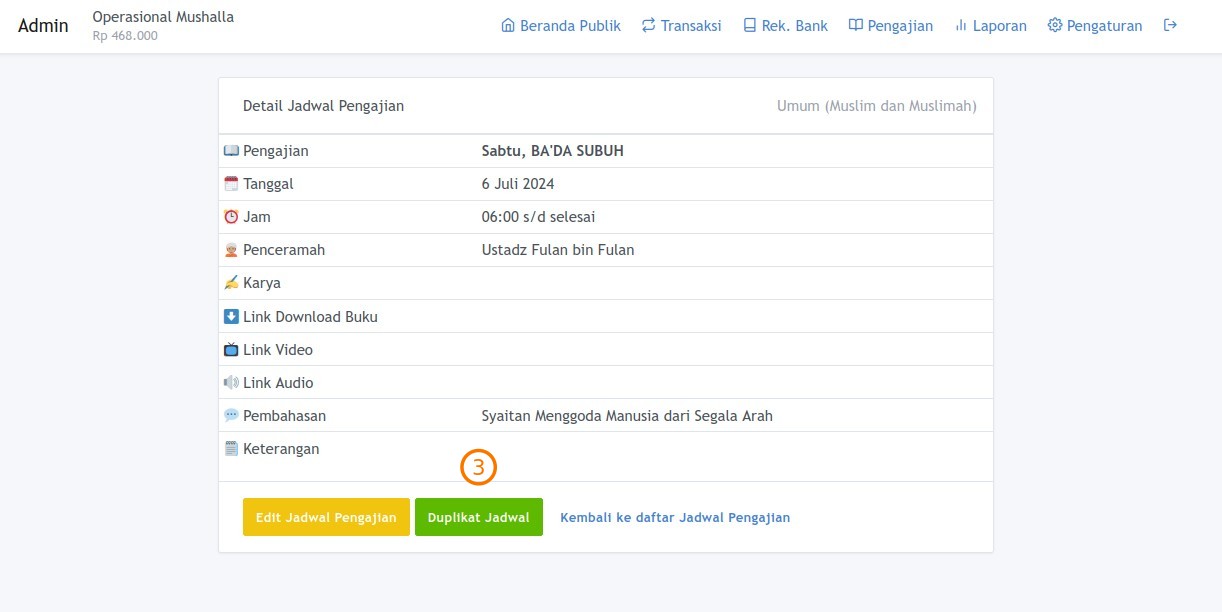 Admin
Operasional Mushalla
Rp 468.000
Beranda Publik
Transaksi
Rek. Bank
Pengajian
Laporan
Pengaturan
Detail Jadwal Pengajian
Umum (Muslim dan Muslimah)
Pengajian Sabtu, BA'DA SUBUH
Tanggal 6 Juli 2024
Jam 06:00 s/d selesai
Penceramah Ustadz Fulan bin Fulan
Karya
Link Download Buku
Link Video
Link Audio
Pembahasan Syaitan Menggoda Manusia dari Segala Arah
Keterangan
3
Edit Jadwal Pengajian
Duplikat Jadwal
Kembali ke daftar Jadwal Pengajian